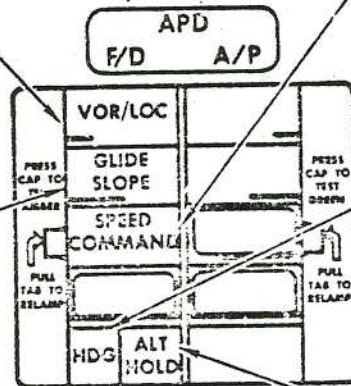 APD
F/D A/P
VOR/LOC
GLIDE
SLOPE
SPEED
COMMAND
HDG
ALT
HOLD
PRESS
CAP TO
PULL
TAB TO
RELAMP
PRESS
CAP TO
TEST
GREEN
PULL
TAB TO
RELAMP